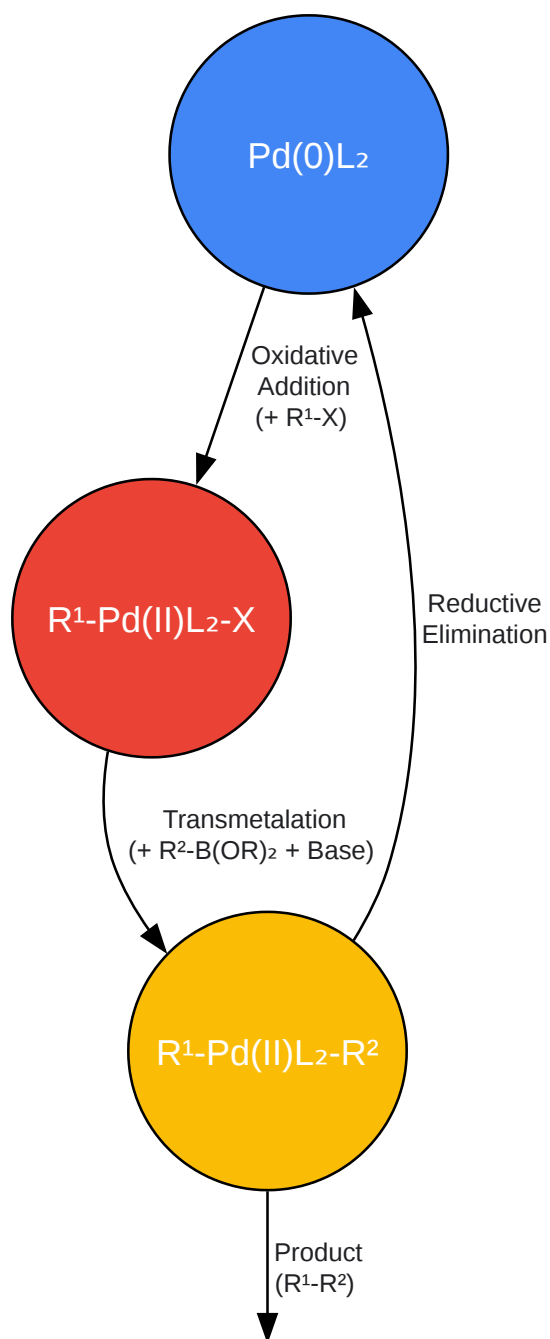 Pd(0)L₂
Oxidative
Addition
(+ R¹-X)
R¹-Pd(II)L₂-X
Reductive
Elimination
Transmetalation
(+ R²-B(OR)₂ + Base)
R¹-Pd(II)L₂-R²
Product
(R¹-R²)